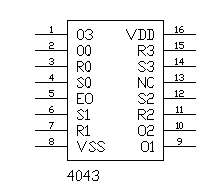 1 O3 VDD 16
2 O0 R3 15
3 R0 S3 14
4 S0 NC 13
5 EO S2 12
6 S1 R2 11
7 R1 O2 10
8 VSS O1 9
4043